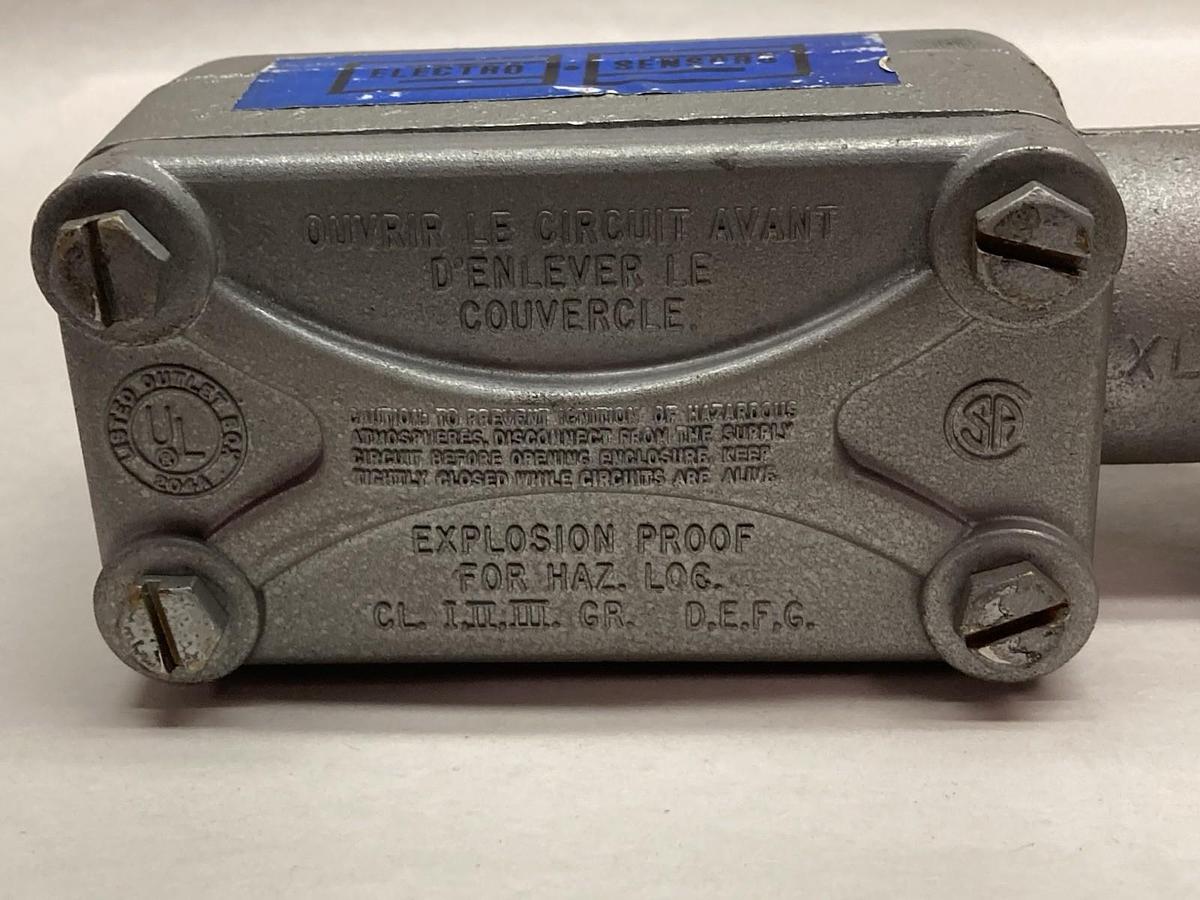 ELECTRO SENSORS
OUVRIR LE CIRCUIT AVANT
D'ENLEVER LE
COUVERCLE.
LISTED OUTLET BOX
UL
®
204A
CAUTION: TO PREVENT IGNITION OF HAZARDOUS
ATMOSPHERES, DISCONNECT FROM THE SUPPLY
CIRCUIT BEFORE OPENING ENCLOSURE. KEEP
TIGHTLY CLOSED WHILE CIRCUITS ARE ALIVE.
SA
XL
EXPLOSION PROOF
FOR HAZ. LOC.
CL. I.II.III. GR. D.E.F.G.